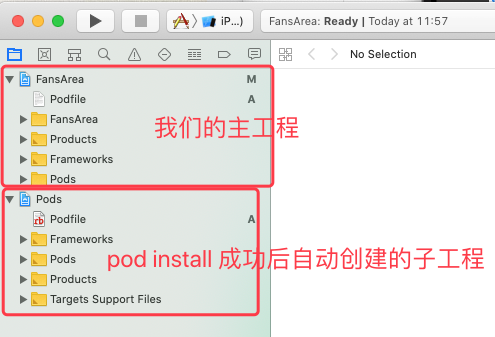 iP...)
FansArea: Ready | Today at 11:57
No Selection
FansArea
M
Podfile
A
FansArea
Products
Frameworks
Pods
我们的主工程
Pods
Podfile
A
Frameworks
Pods
Products
Targets Support Files
pod install 成功后自动创建的子工程